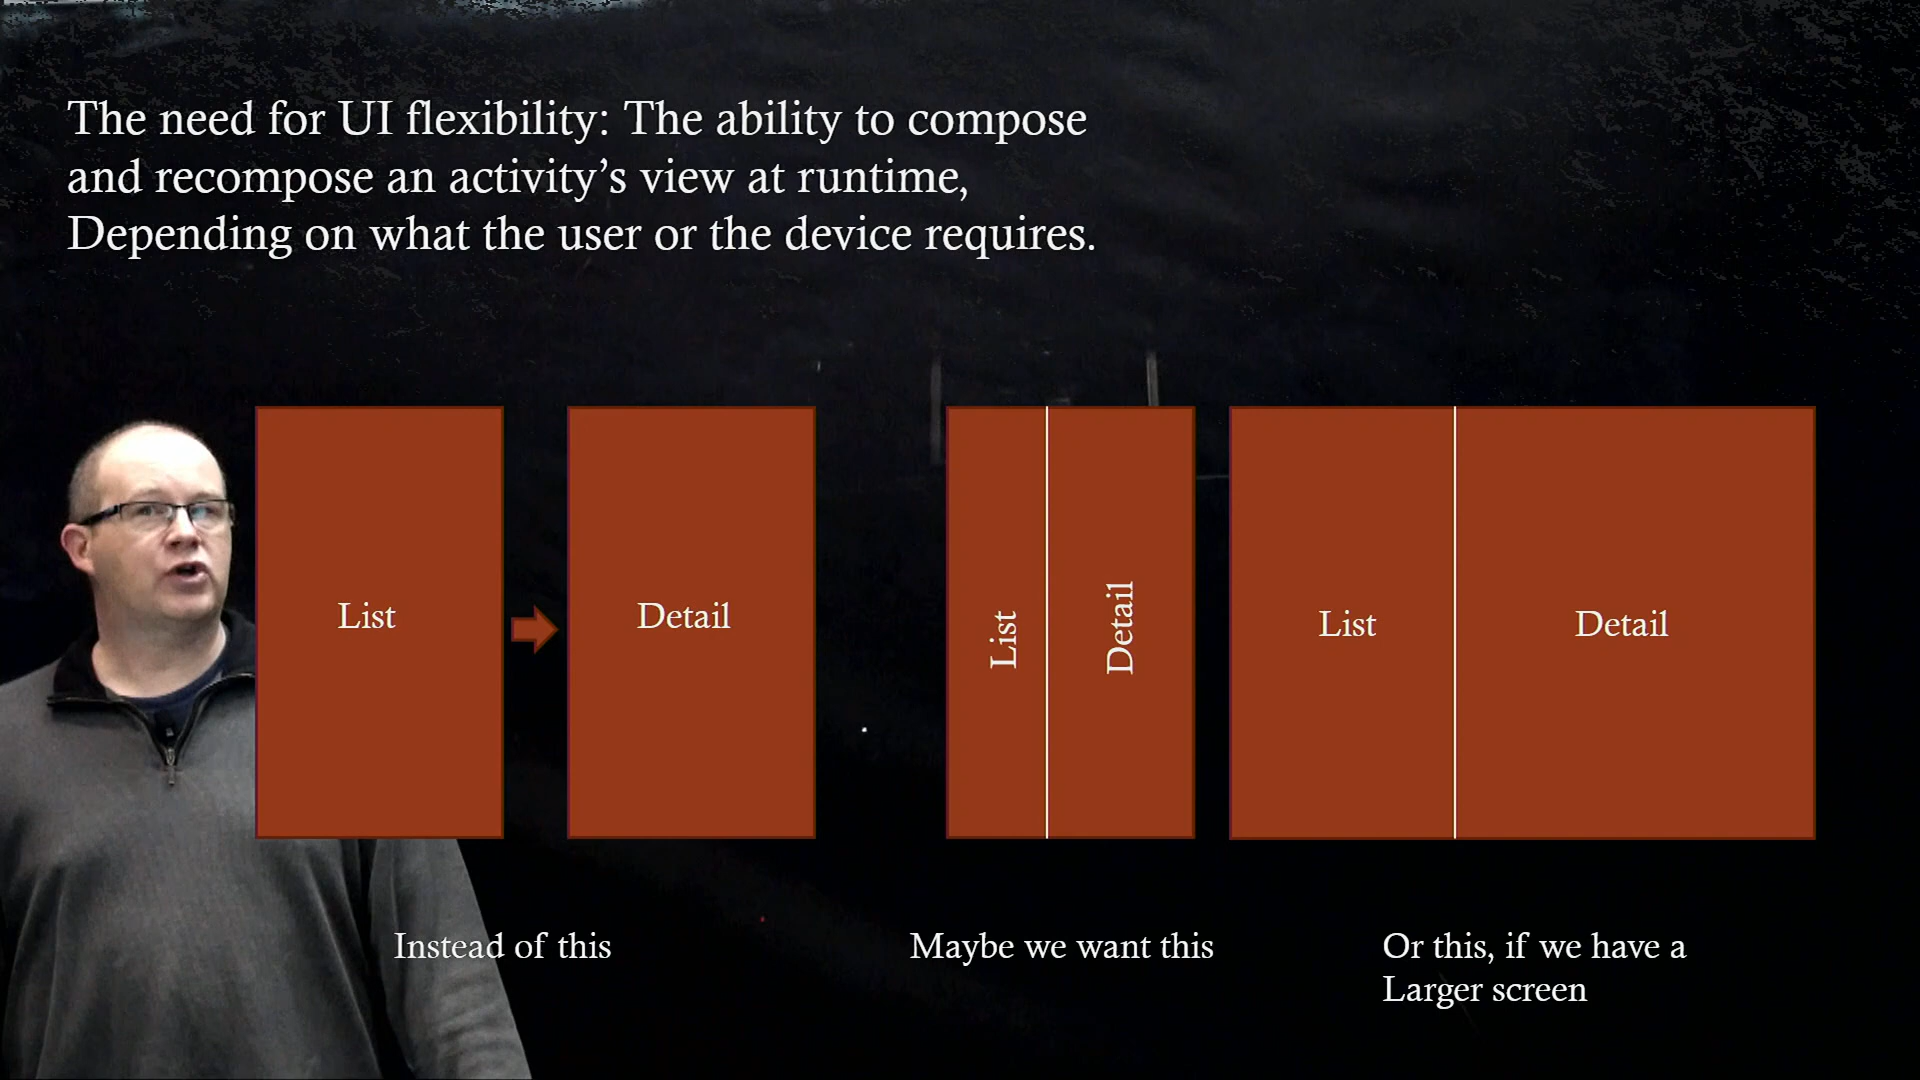 The need for UI flexibility: The ability to compose
and recompose an activity’s view at runtime,
Depending on what the user or the device requires.
List
Detail
List
Detail
List
Detail
Instead of this
Maybe we want this
Or this, if we have a
Larger screen